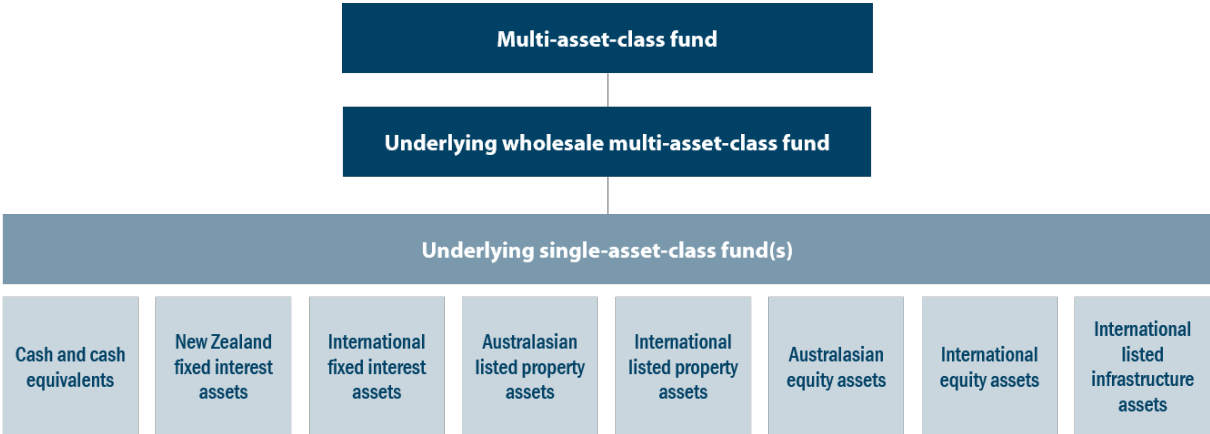 Multi-asset-class fund
Underlying wholesale multi-asset-class fund
Underlying single-asset-class fund(s)
Cash and cash
equivalents
New Zealand
fixed interest
assets
International
fixed interest
assets
Australasian
listed property
assets
International
listed property
assets
Australasian
equity assets
International
equity assets
International
listed
infrastructure
assets